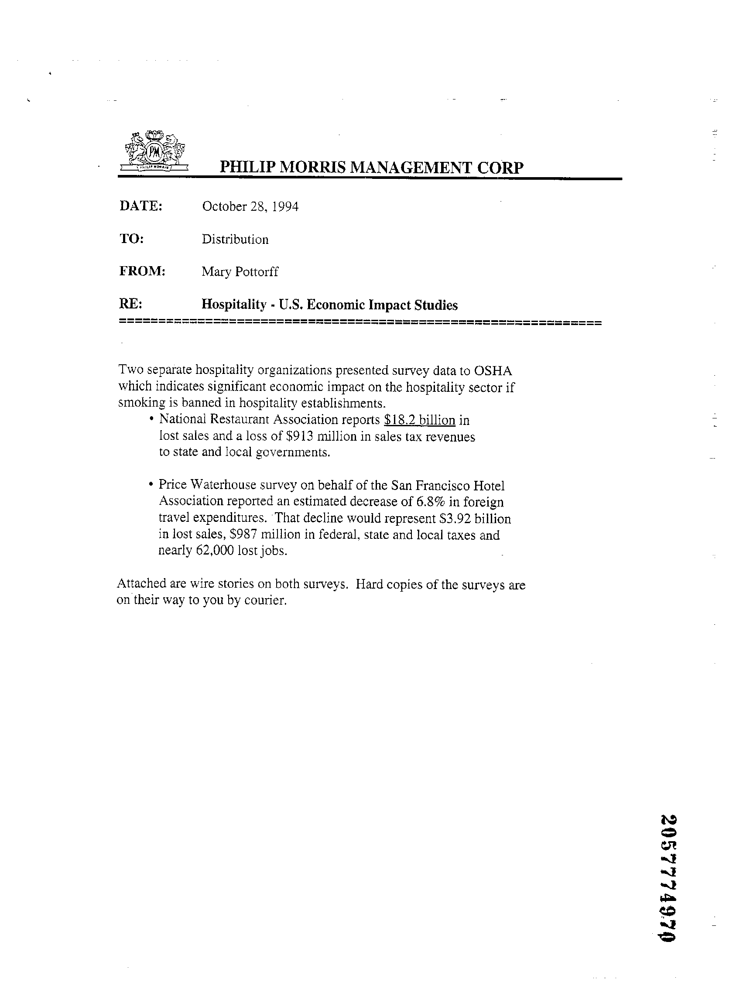 PM
PHILIP MORRIS
PHILIP MORRIS MANAGEMENT CORP
DATE: October 28, 1994
TO: Distribution
FROM: Mary Pottorff
RE: Hospitality - U.S. Economic Impact Studies
==============================================================
Two separate hospitality organizations presented survey data to OSHA
which indicates significant economic impact on the hospitality sector if
smoking is banned in hospitality establishments.
• National Restaurant Association reports $18.2 billion in
lost sales and a loss of $913 million in sales tax revenues
to state and local governments.
• Price Waterhouse survey on behalf of the San Francisco Hotel
Association reported an estimated decrease of 6.8% in foreign
travel expenditures. That decline would represent $3.92 billion
in lost sales, $987 million in federal, state and local taxes and
nearly 62,000 lost jobs.
Attached are wire stories on both surveys. Hard copies of the surveys are
on their way to you by courier.
2057774970